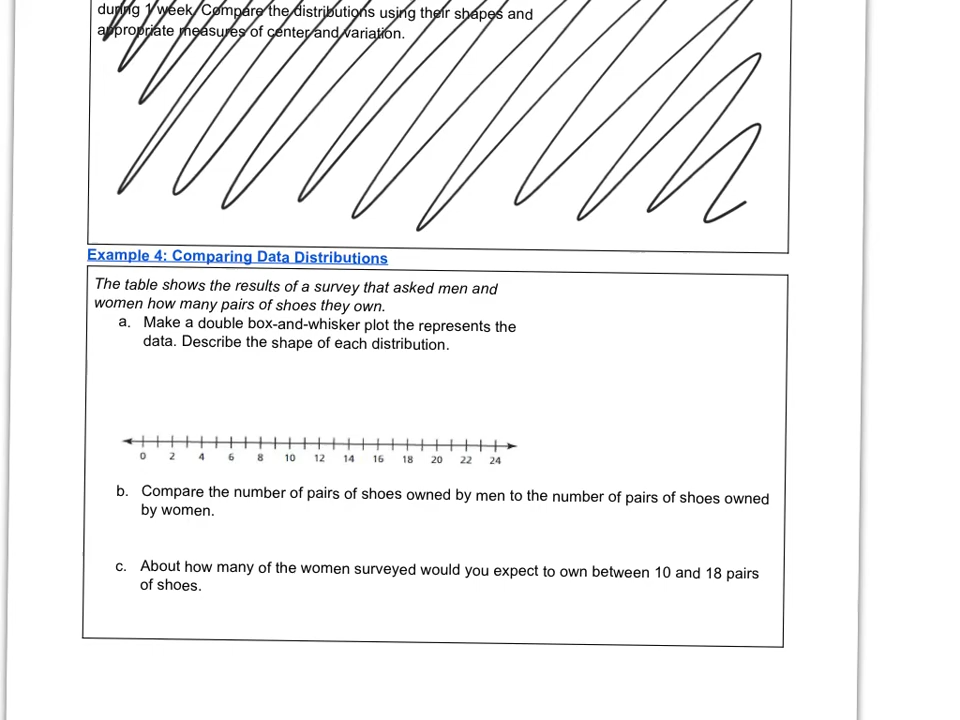 during 1 week. Compare the distributions using their shapes and
appropriate measures of center and variation.
Example 4: Comparing Data Distributions
The table shows the results of a survey that asked men and
women how many pairs of shoes they own.
a. Make a double box-and-whisker plot the represents the
data. Describe the shape of each distribution.
0 2 4 6 8 10 12 14 16 18 20 22 24
b. Compare the number of pairs of shoes owned by men to the number of pairs of shoes owned
by women.
c. About how many of the women surveyed would you expect to own between 10 and 18 pairs
of shoes.